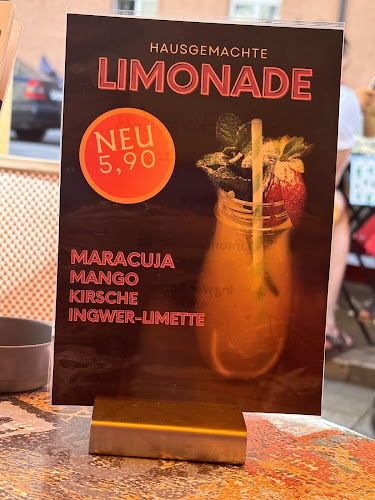 HAUSGEMACHTE
LIMONADE
NEU
5,90
MARACUJA
MANGO
KIRSCHE
INGWER-LIMETTE